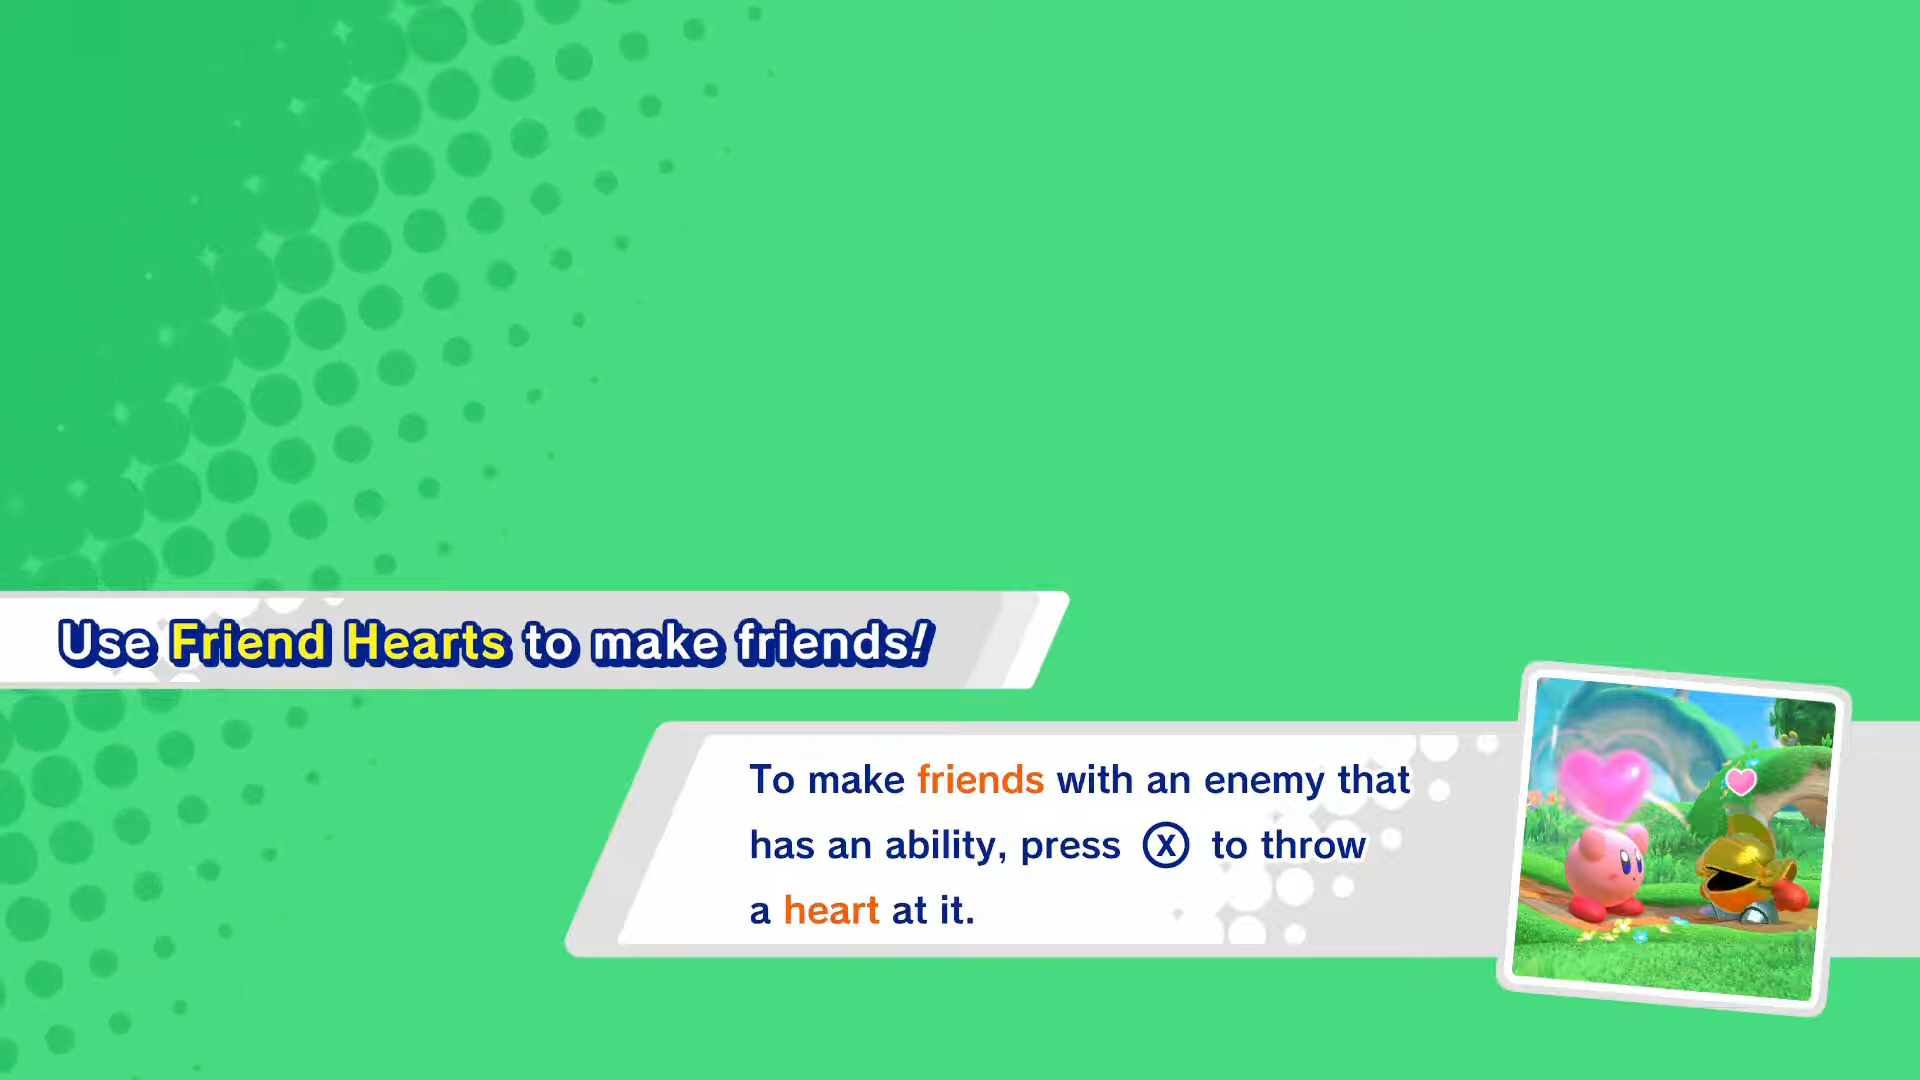 Use Friend Hearts to make friends!
To make friends with an enemy that
has an ability, press Ⓧ to throw
a heart at it.